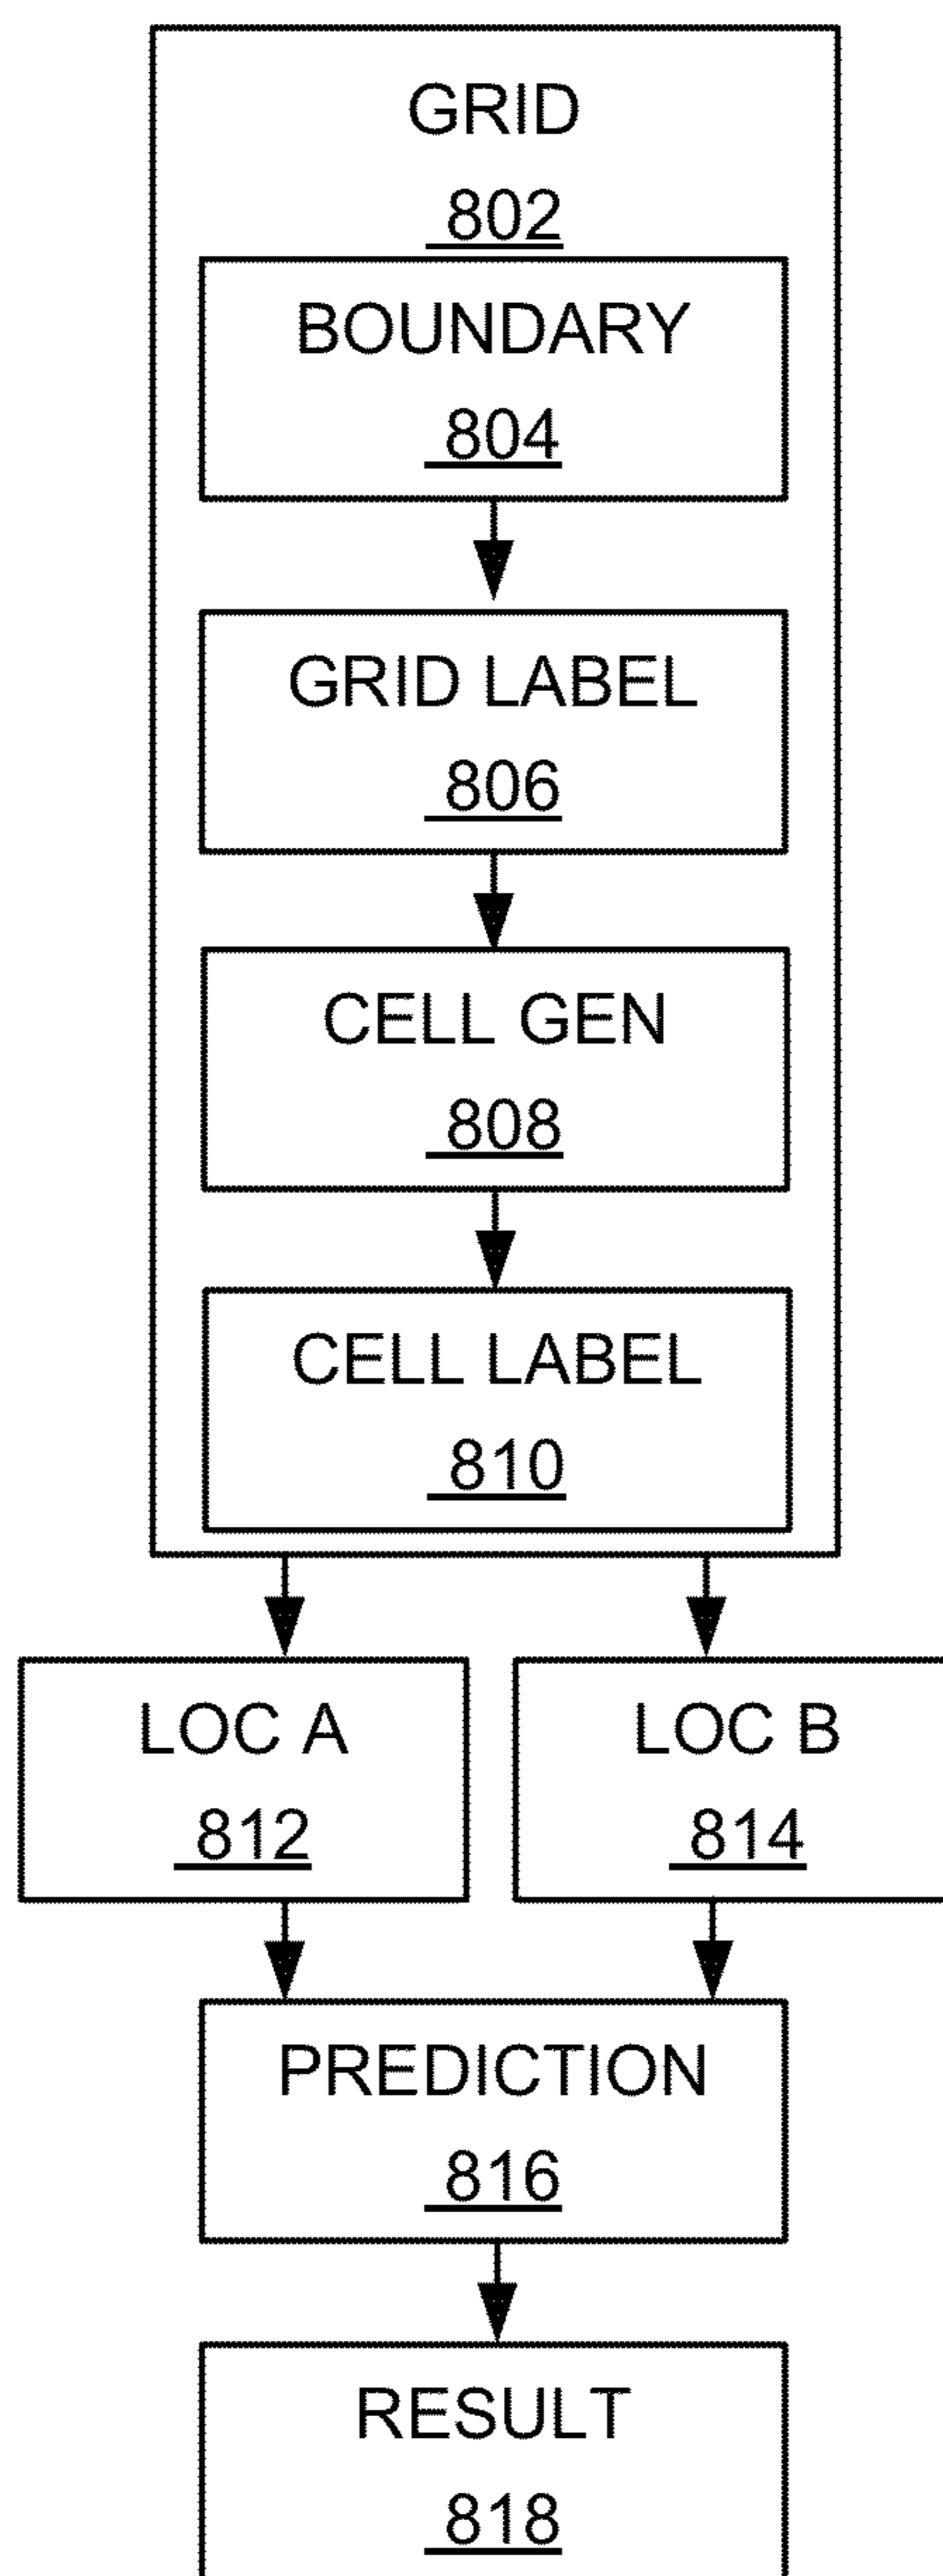 GRID
802
BOUNDARY
804
GRID LABEL
806
CELL GEN
808
CELL LABEL
810
LOC A
812
LOC B
814
PREDICTION
816
RESULT
818